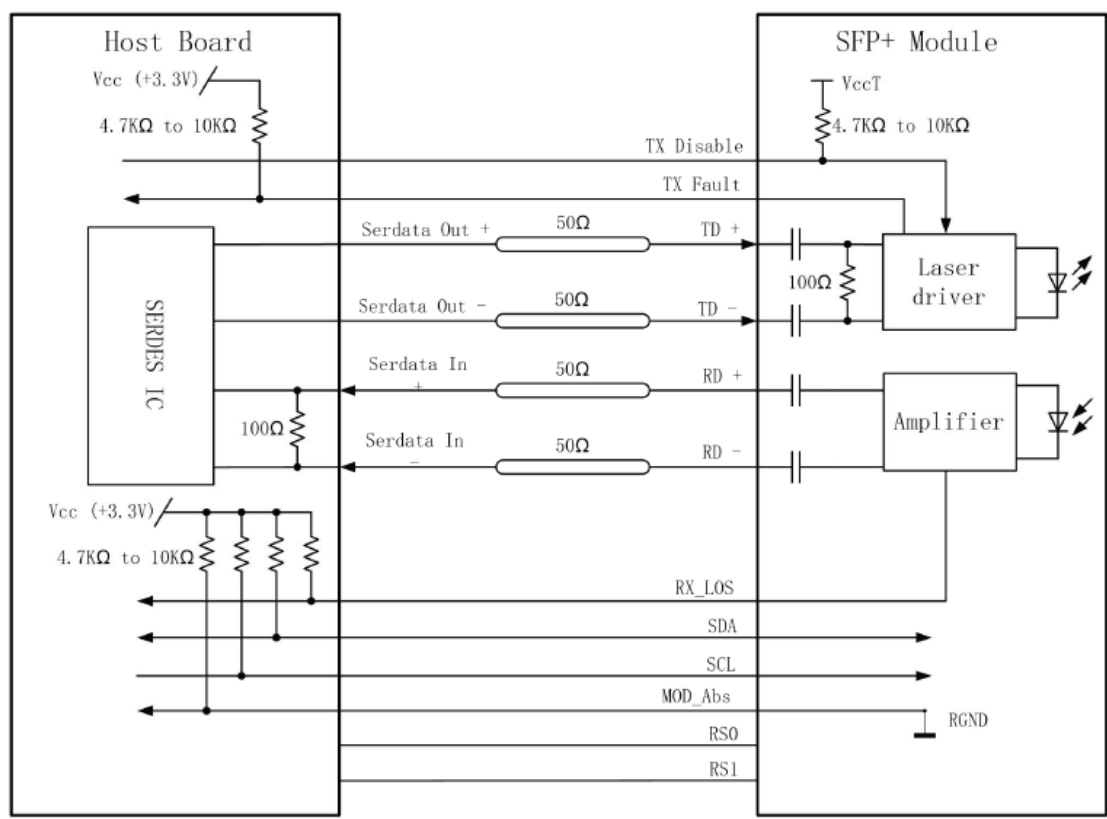 Host Board
SFP+ Module
Vcc (+3.3V)
VccT
4.7KΩ to 10KΩ
4.7KΩ to 10KΩ
TX Disable
TX Fault
Serdata Out +
50Ω
TD +
100Ω
Laser
driver
Serdata Out -
50Ω
TD -
SERDES IC
Serdata In
+
50Ω
RD +
100Ω
Amplifier
Serdata In
-
50Ω
RD -
Vcc (+3.3V)
4.7KΩ to 10KΩ
RX_LOS
SDA
SCL
MOD_Abs
RGND
RS0
RS1